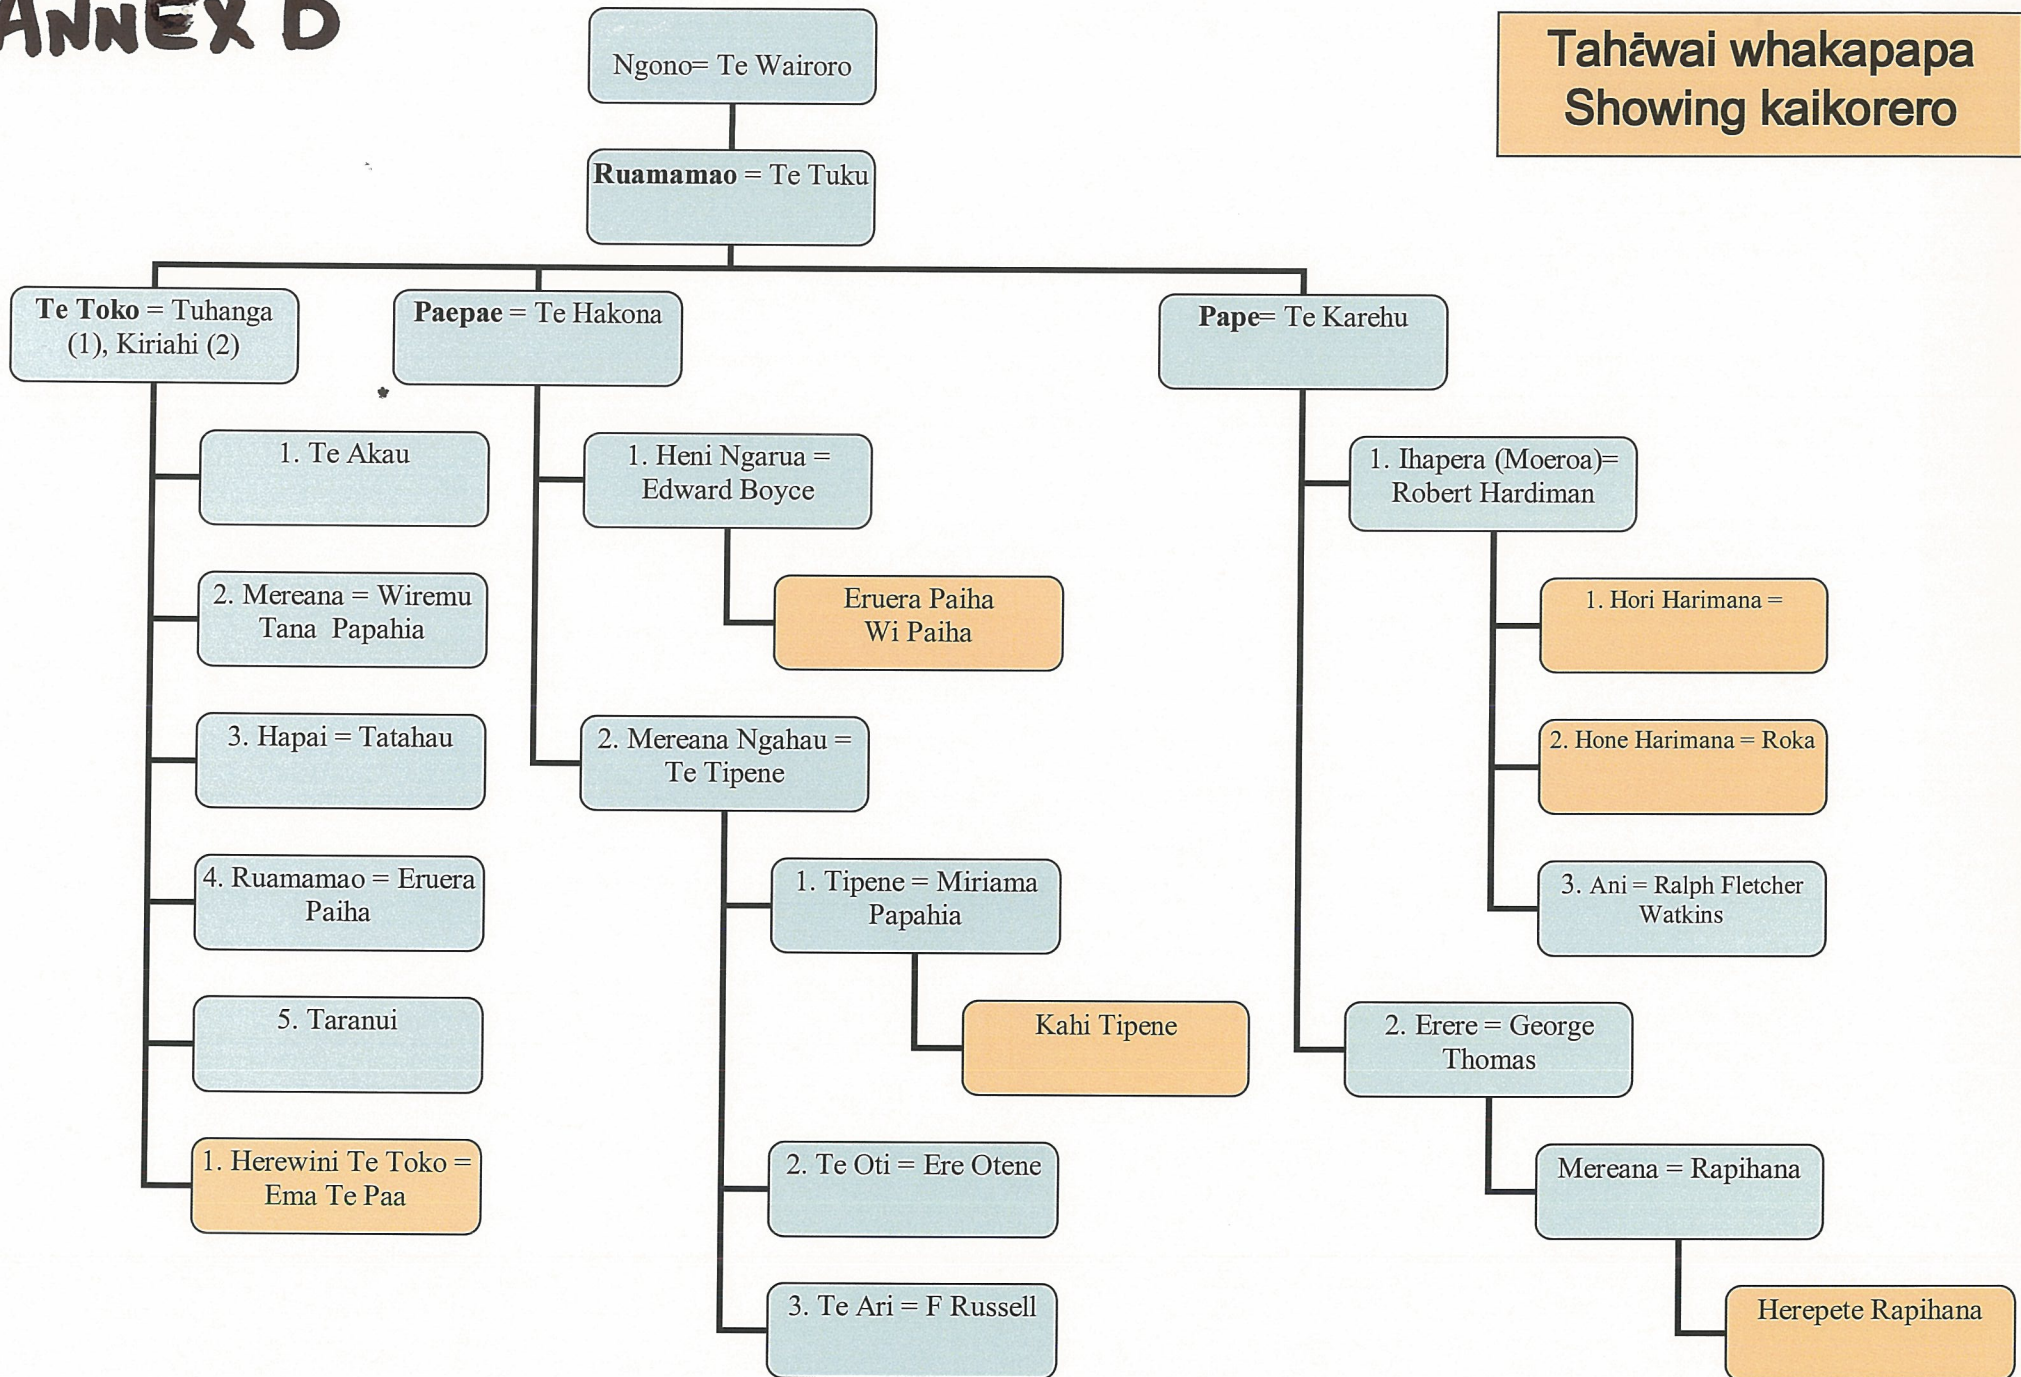 ANNEX D
Tahāwai whakapapa
Showing kaikorero
Ngono= Te Wairoro
Ruamamao = Te Tuku
Te Toko = Tuhanga
(1), Kiriahi (2)
1. Te Akau
2. Mereana = Wiremu
Tana Papahia
3. Hapai = Tatahau
4. Ruamamao = Eruera
Paiha
5. Taranui
1. Herewini Te Toko =
Ema Te Paa
Paepae = Te Hakona
1. Heni Ngarua =
Edward Boyce
Eruera Paiha
Wi Paiha
2. Mereana Ngahau =
Te Tipene
1. Tipene = Miriama
Papahia
Kahi Tipene
2. Te Oti = Ere Otene
3. Te Ari = F Russell
Pape= Te Karehu
1. Ihapera (Moeroa)=
Robert Hardiman
1. Hori Harimana =
2. Hone Harimana = Roka
3. Ani = Ralph Fletcher
Watkins
2. Erere = George
Thomas
Mereana = Rapihana
Herepete Rapihana